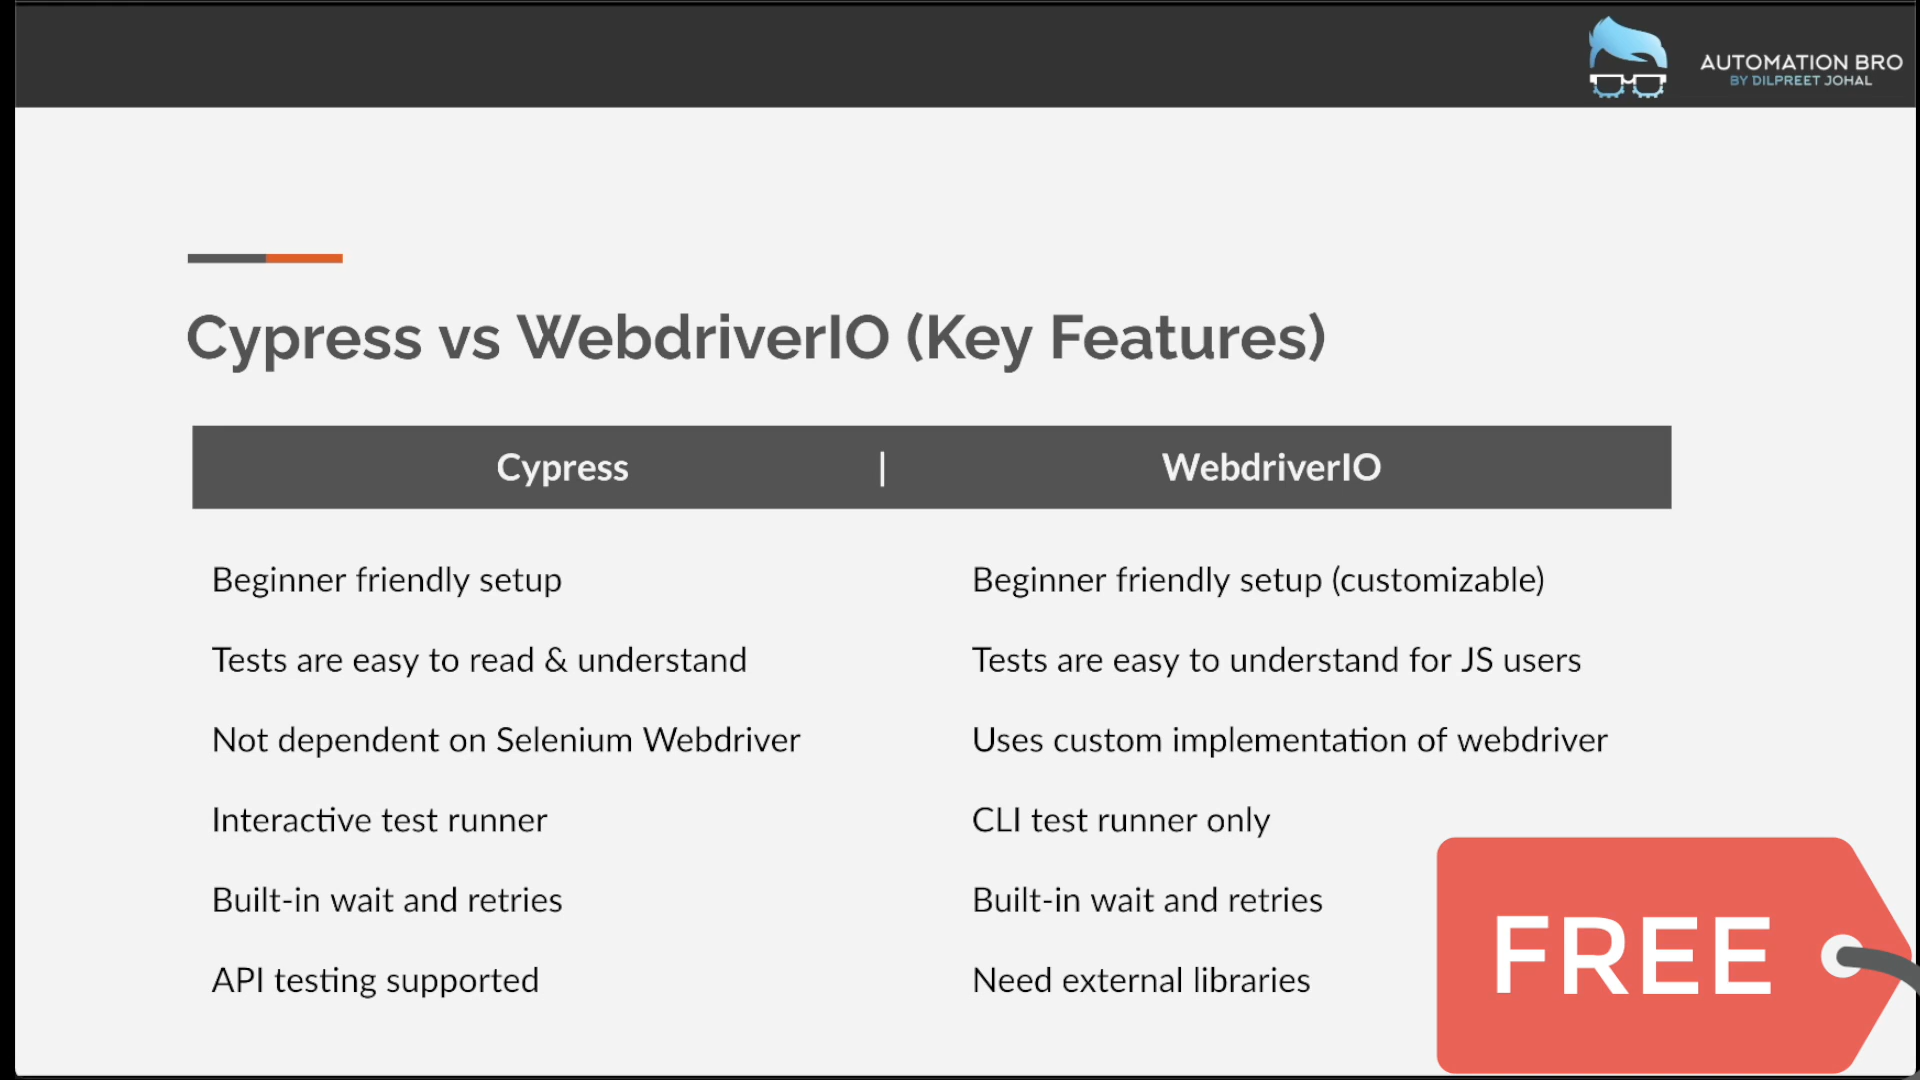 AUTOMATION BRO
BY DILPREET JOHAL
Cypress vs WebdriverIO (Key Features)
Cypress | WebdriverIO
Beginner friendly setup
Beginner friendly setup (customizable)
Tests are easy to read & understand
Tests are easy to understand for JS users
Not dependent on Selenium Webdriver
Uses custom implementation of webdriver
Interactive test runner
CLI test runner only
Built-in wait and retries
Built-in wait and retries
API testing supported
Need external libraries
FREE